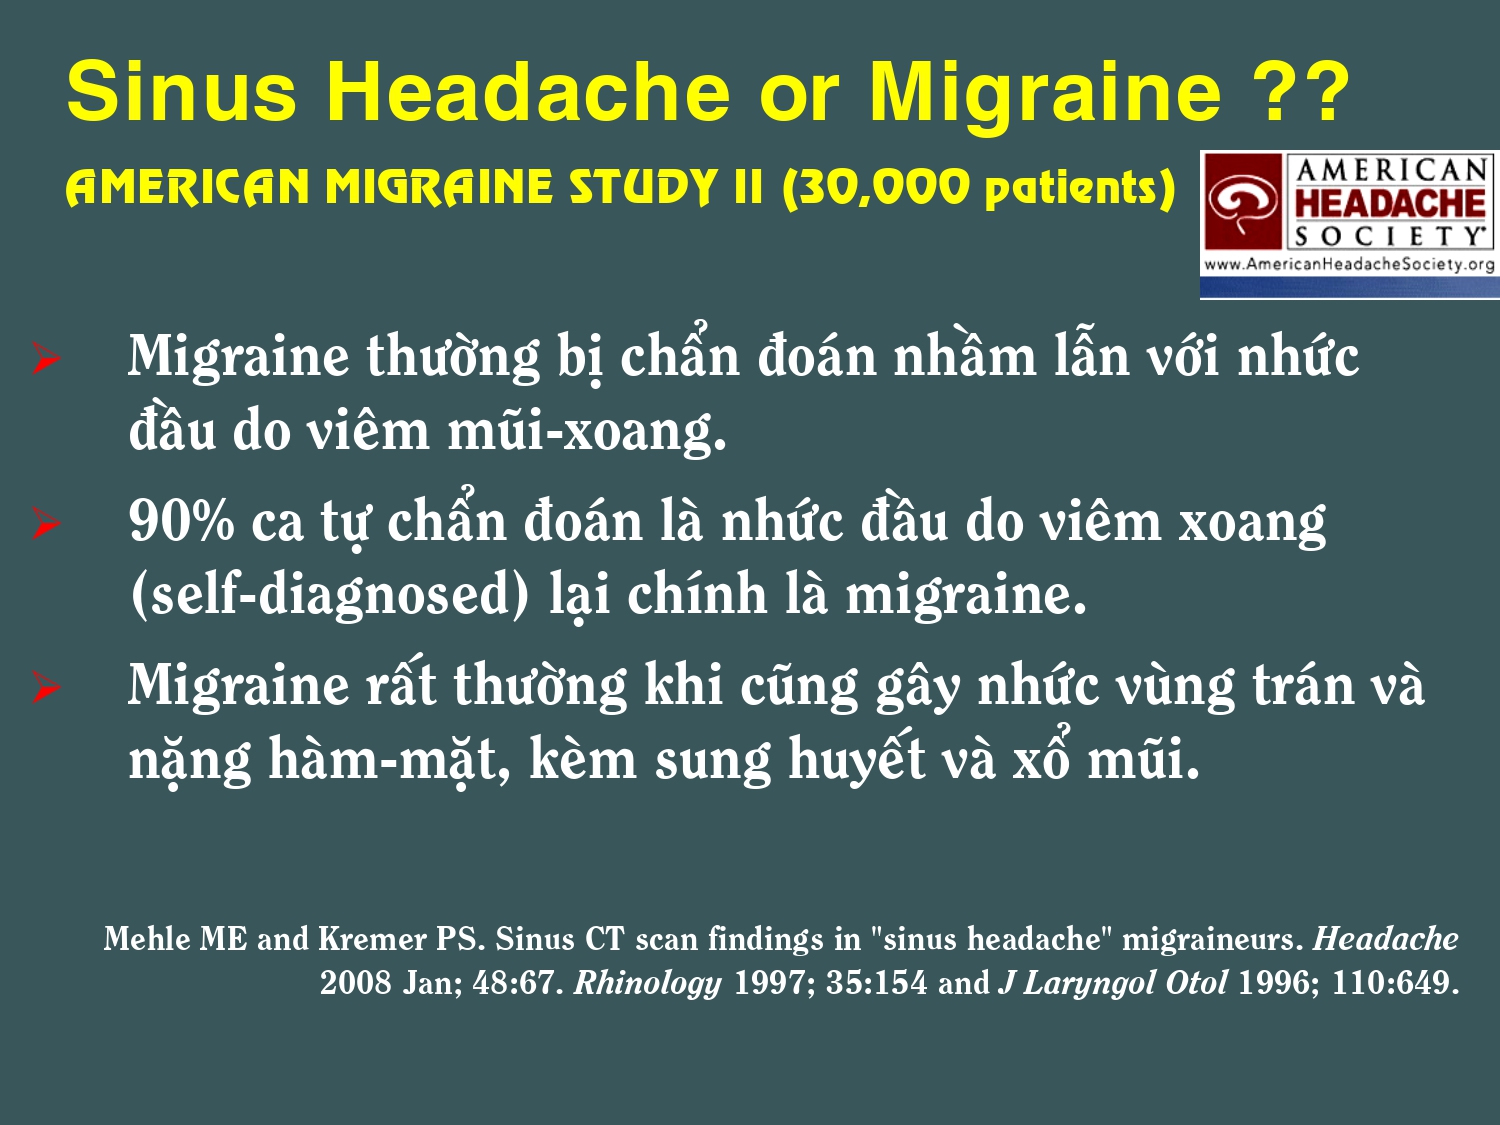 Sinus Headache or Migraine ??
AMERICAN MIGRAINE STUDY II (30,000 patients)
AMERICAN
HEADACHE
SOCIETY®
www.AmericanHeadacheSociety.org
Migraine thường bị chẩn đoán nhầm lẫn với nhức
đầu do viêm mũi-xoang.
90% ca tự chẩn đoán là nhức đầu do viêm xoang
(self-diagnosed) lại chính là migraine.
Migraine rất thường khi cũng gây nhức vùng trán và
nặng hàm-mặt, kèm sung huyết và xổ mũi.
Mehle ME and Kremer PS. Sinus CT scan findings in "sinus headache" migraineurs. Headache
2008 Jan; 48:67. Rhinology 1997; 35:154 and J Laryngol Otol 1996; 110:649.